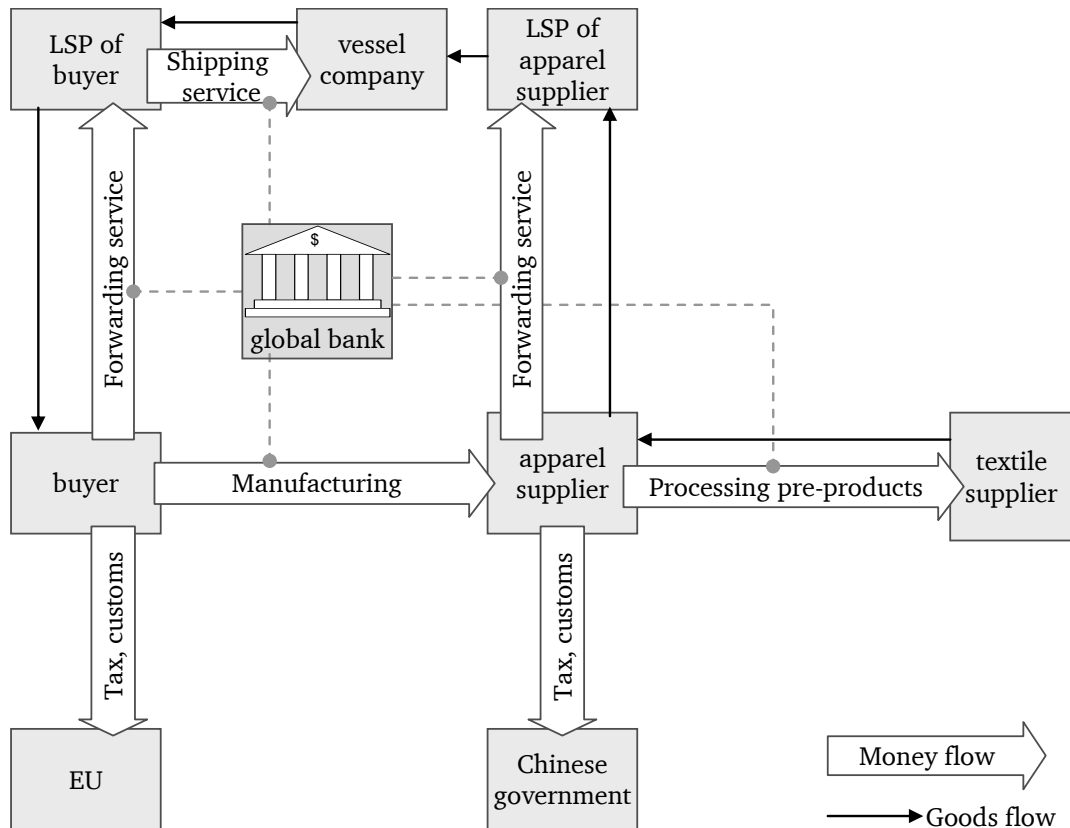 LSP of
buyer
Shipping
service
vessel
company
LSP of
apparel
supplier
Forwarding service
$
global bank
Forwarding service
buyer
Manufacturing
apparel
supplier
Processing pre-products
textile
supplier
Tax, customs
Tax, customs
EU
Chinese
government
Money flow
Goods flow